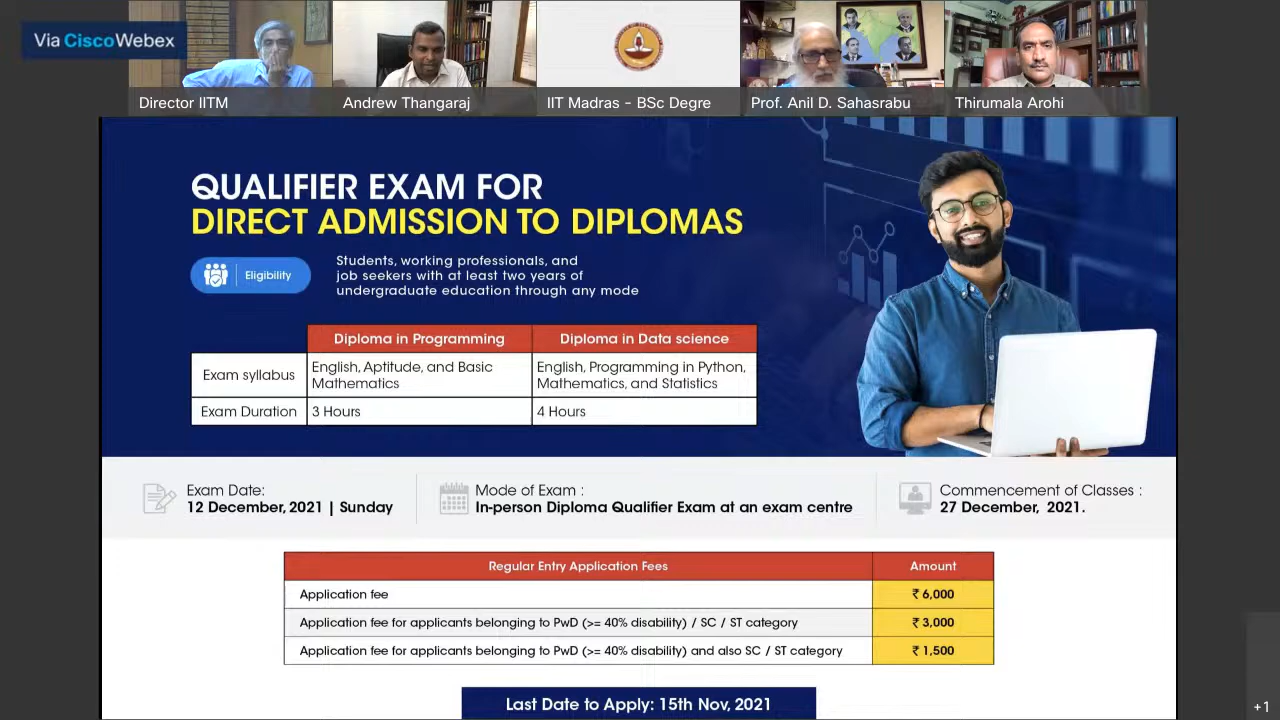 Via CiscoWebex
Director IITM
Andrew Thangaraj
IIT Madras - BSc Degre
Prof. Anil D. Sahasrabu
Thirumala Arohi
QUALIFIER EXAM FOR
DIRECT ADMISSION TO DIPLOMAS
Eligibility
Students, working professionals, and
job seekers with at least two years of
undergraduate education through any mode
Diploma in Programming
Diploma in Data science
Exam syllabus
English, Aptitude, and Basic
Mathematics
English, Programming in Python,
Mathematics, and Statistics
Exam Duration
3 Hours
4 Hours
Exam Date:
12 December, 2021 | Sunday
Mode of Exam :
In-person Diploma Qualifier Exam at an exam centre
Commencement of Classes :
27 December, 2021.
Regular Entry Application Fees
Amount
Application fee
₹ 6,000
Application fee for applicants belonging to PwD (>= 40% disability) / SC / ST category
₹ 3,000
Application fee for applicants belonging to PwD (>= 40% disability) and also SC / ST category
₹ 1,500
Last Date to Apply: 15th Nov, 2021
+1